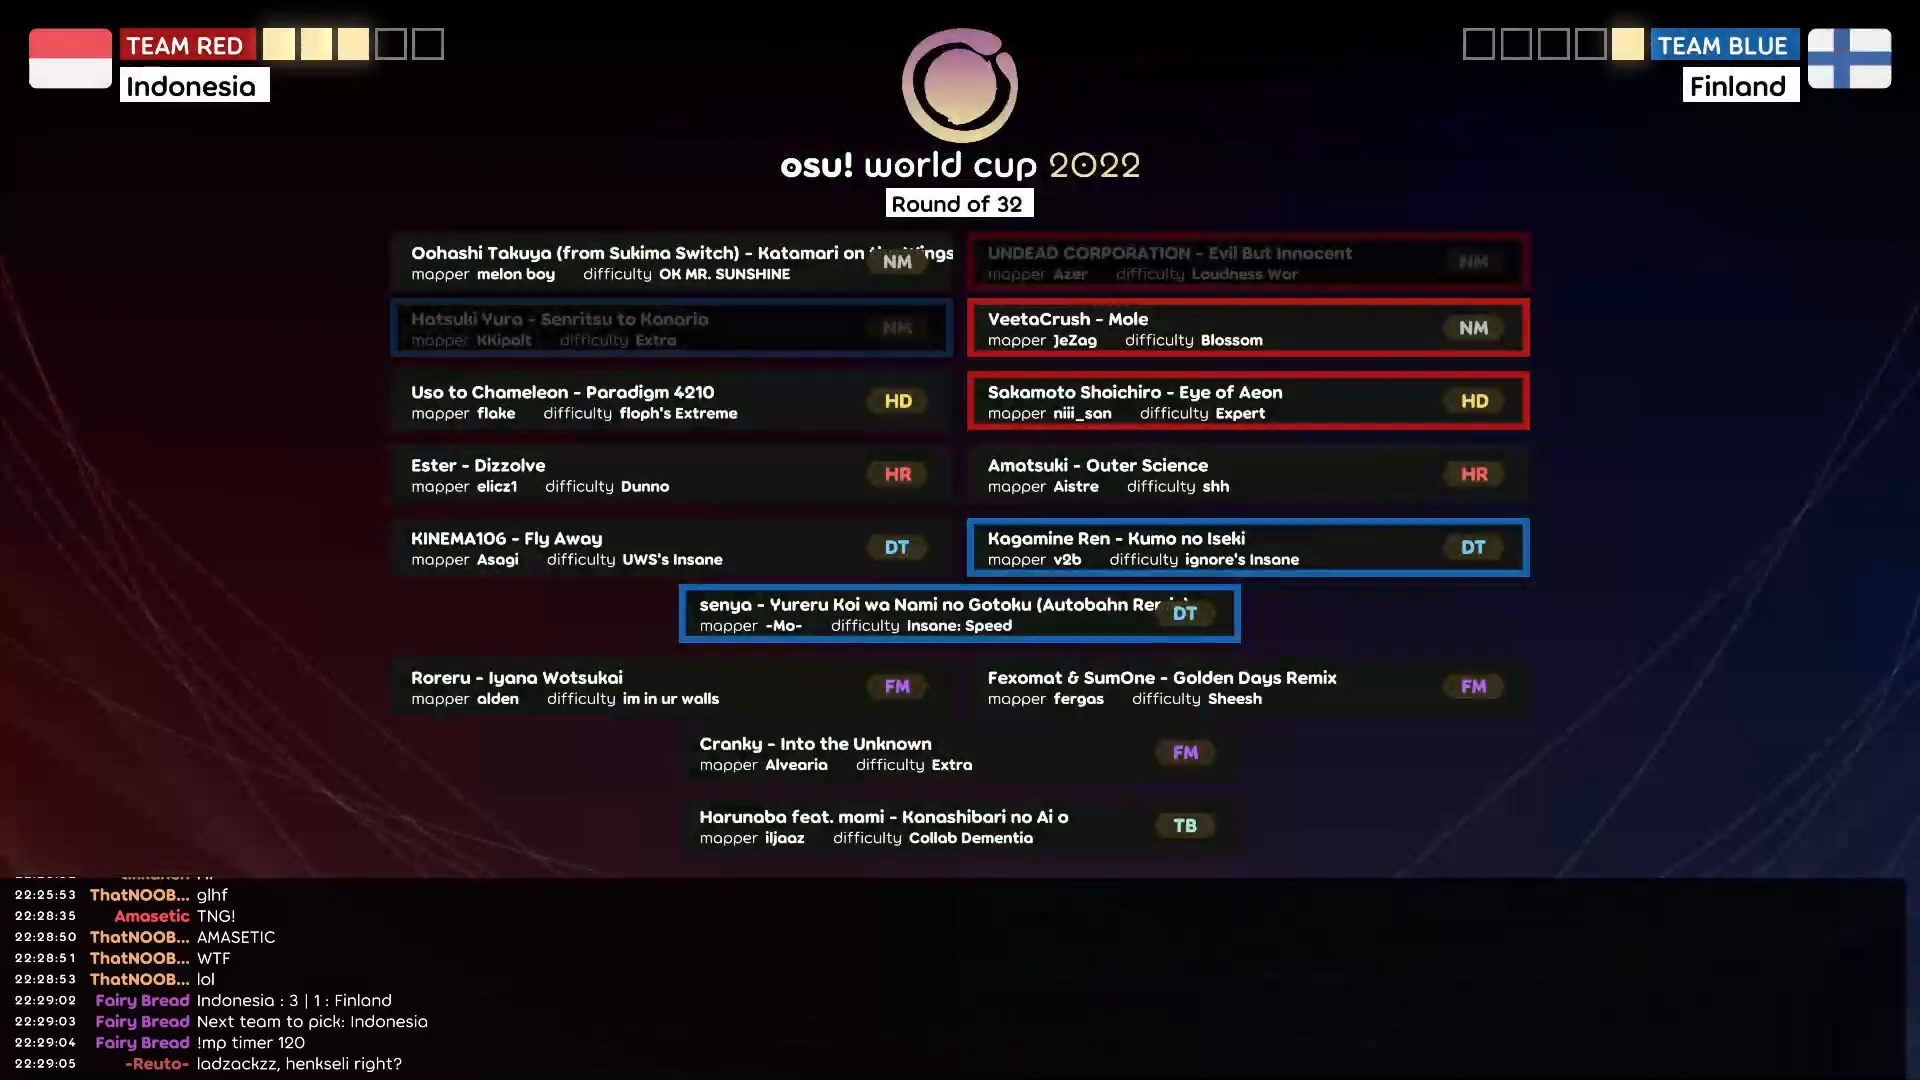 TEAM RED
Indonesia
TEAM BLUE
Finland
osu! world cup 2022
Round of 32
Oohashi Takuya (from Sukima Switch) - Katamari on the Wings
NM
mapper melon boy difficulty OK MR. SUNSHINE
UNDEAD CORPORATION - Evil But Innocent
NM
mapper Azer difficulty Loudness War
Hatsuki Yura - Senritsu to Kanaria
NM
mapper KKipalt difficulty Extra
VeetaCrush - Mole
NM
mapper JeZag difficulty Blossom
Uso to Chameleon - Paradigm 4210
HD
mapper flake difficulty floph's Extreme
Sakamoto Shoichiro - Eye of Aeon
HD
mapper niii_san difficulty Expert
Ester - Dizzolve
HR
mapper elicz1 difficulty Dunno
Amatsuki - Outer Science
HR
mapper Aistre difficulty shh
KINEMA106 - Fly Away
DT
mapper Asagi difficulty UWS's Insane
Kagamine Ren - Kumo no Iseki
DT
mapper v2b difficulty ignore's Insane
senya - Yureru Koi wa Nami no Gotoku (Autobahn Remix)
DT
mapper -Mo- difficulty Insane: Speed
Roreru - Iyana Wotsukai
FM
mapper alden difficulty im in ur walls
Fexomat & SumOne - Golden Days Remix
FM
mapper fergas difficulty Sheesh
Cranky - Into the Unknown
FM
mapper Alvearia difficulty Extra
Harunaba feat. mami - Kanashibari no Ai o
TB
mapper iljaaz difficulty Collab Dementia
22:25:53 ThatNOOB... glhf
22:28:35 Amasetic TNG!
22:28:50 ThatNOOB... AMASETIC
22:28:51 ThatNOOB... WTF
22:28:53 ThatNOOB... lol
22:29:02 Fairy Bread Indonesia : 3 | 1 : Finland
22:29:03 Fairy Bread Next team to pick: Indonesia
22:29:04 Fairy Bread !mp timer 120
22:29:05 -Reuto- ladzackzz, henkseli right?